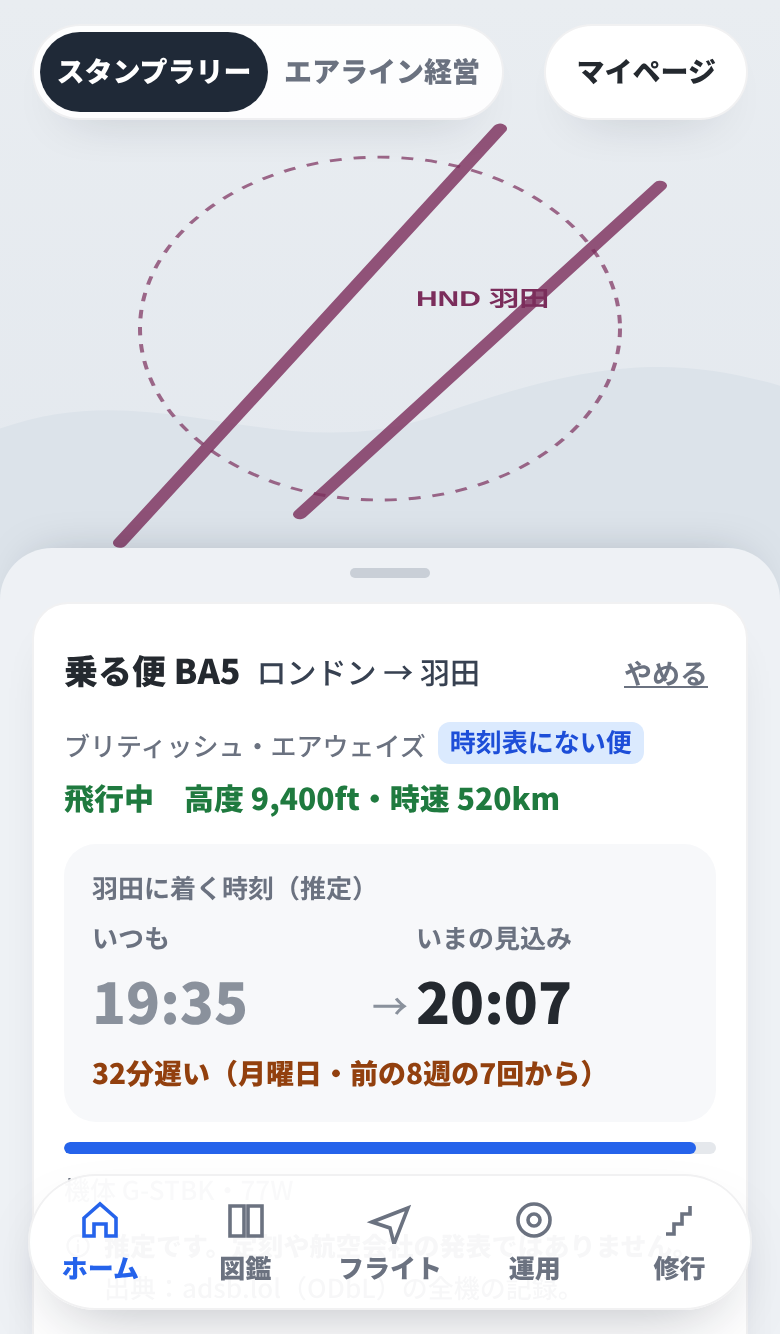 スタンプラリー エアライン経営 マイページ
HND 羽田
乗る便 BA5 ロンドン → 羽田 やめる
ブリティッシュ・エアウェイズ 時刻表にない便
飛行中 高度 9,400ft・時速 520km
羽田に着く時刻（推定）
いつも いまの見込み
19:35 → 20:07
32分遅い（月曜日・前の8週の7回から）
機体 G-STBK・77W
ⓘ 推定です。定刻や航空会社の発表ではありません。
出典：adsb.lol（ODbL）の全機の記録。
ホーム 図鑑 フライト 運用 修行